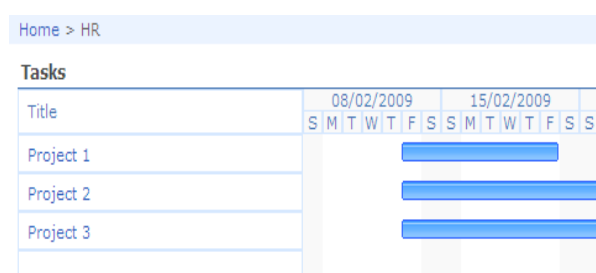 Home > HR
Tasks
Title
08/02/2009 15/02/2009
S M T W T F S S M T W T F S S
Project 1
Project 2
Project 3